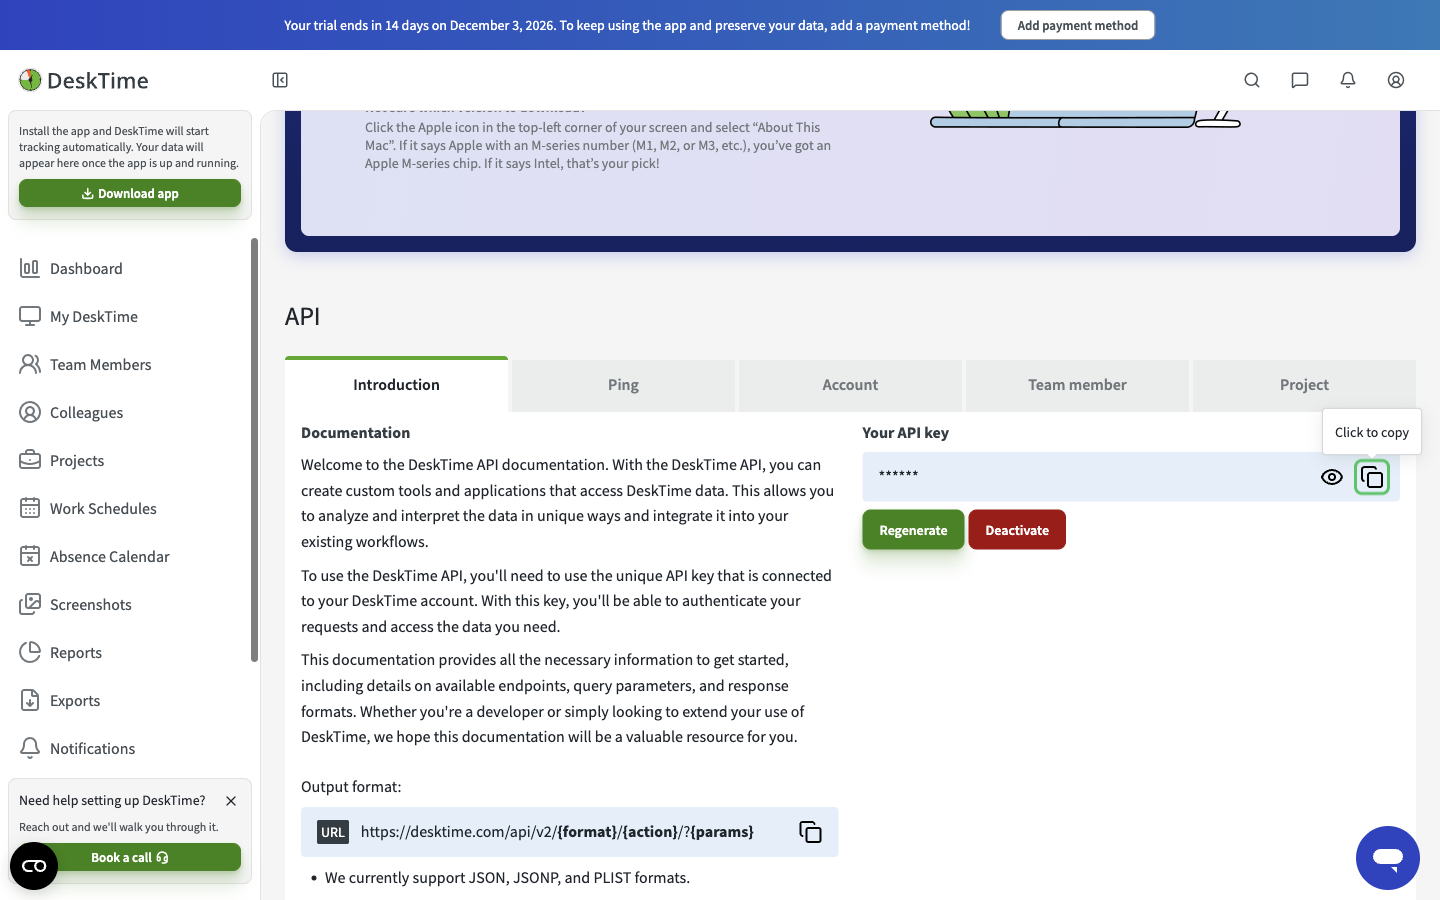 Your trial ends in 14 days on December 3, 2026. To keep using the app and preserve your data, add a payment method!
Add payment method
DeskTime
Install the app and DeskTime will start
tracking automatically. Your data will
appear here once the app is up and running.
Download app
Dashboard
My DeskTime
Team Members
Colleagues
Projects
Work Schedules
Absence Calendar
Screenshots
Reports
Exports
Notifications
Need help setting up DeskTime?
Reach out and we'll walk you through it.
Book a call
Click the Apple icon in the top-left corner of your screen and select “About This
Mac”. If it says Apple with an M-series number (M1, M2, or M3, etc.), you’ve got an
Apple M-series chip. If it says Intel, that’s your pick!
API
Introduction
Ping
Account
Team member
Project
Documentation
Welcome to the DeskTime API documentation. With the DeskTime API, you can
create custom tools and applications that access DeskTime data. This allows you
to analyze and interpret the data in unique ways and integrate it into your
existing workflows.
To use the DeskTime API, you'll need to use the unique API key that is connected
to your DeskTime account. With this key, you'll be able to authenticate your
requests and access the data you need.
This documentation provides all the necessary information to get started,
including details on available endpoints, query parameters, and response
formats. Whether you're a developer or simply looking to extend your use of
DeskTime, we hope this documentation will be a valuable resource for you.
Output format:
URL https://desktime.com/api/v2/{format}/{action}/?{params}
• We currently support JSON, JSONP, and PLIST formats.
Your API key
Click to copy
******
Regenerate
Deactivate